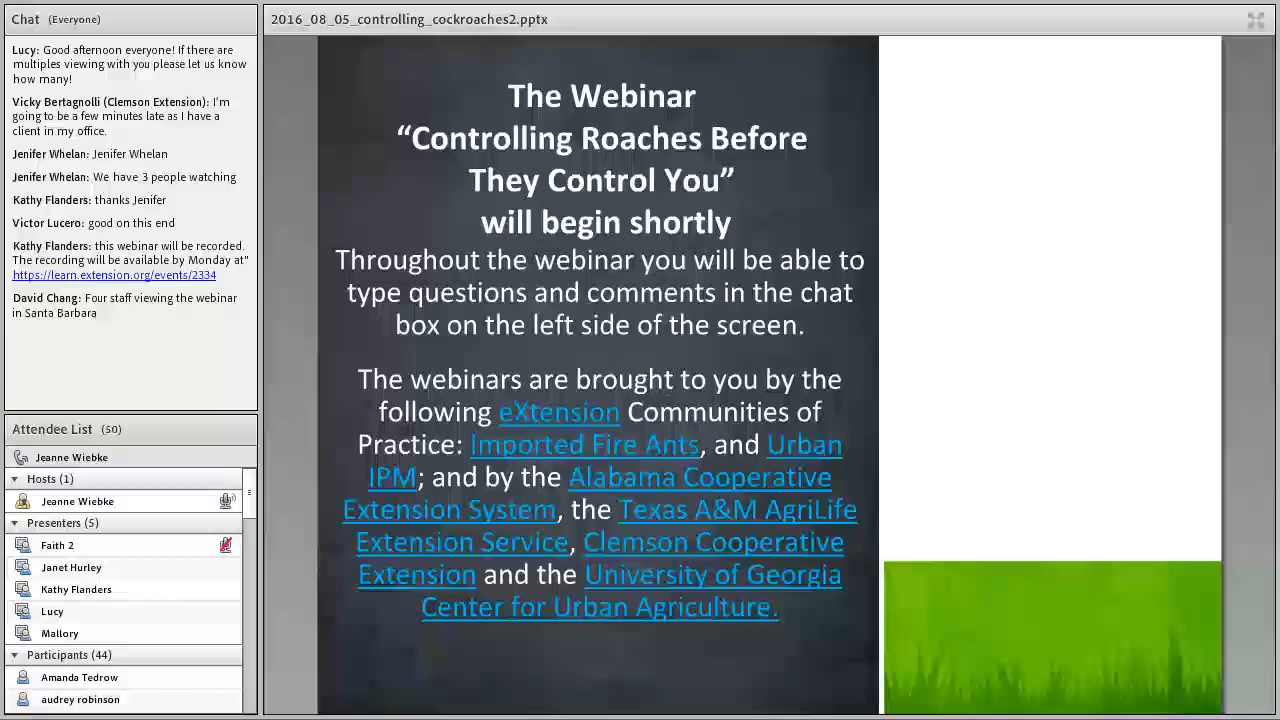 Chat (Everyone)
Lucy: Good afternoon everyone! If there are
multiples viewing with you please let us know
how many!
Vicky Bertagnolli (Clemson Extension): I'm
going to be a few minutes late as I have a
client in my office.
Jenifer Whelan: Jenifer Whelan
Jenifer Whelan: We have 3 people watching
Kathy Flanders: thanks Jenifer
Victor Lucero: good on this end
Kathy Flanders: this webinar will be recorded.
The recording will be available by Monday at"
https://learn.extension.org/events/2334
David Chang: Four staff viewing the webinar
in Santa Barbara
Attendee List (50)
Jeanne Wiebke
Hosts (1)
Jeanne Wiebke
Presenters (5)
Faith 2
Janet Hurley
Kathy Flanders
Lucy
Mallory
Participants (44)
Amanda Tedrow
audrey robinson
2016_08_05_controlling_cockroaches2.pptx
The Webinar
“Controlling Roaches Before
They Control You”
will begin shortly
Throughout the webinar you will be able to
type questions and comments in the chat
box on the left side of the screen.
The webinars are brought to you by the
following eXtension Communities of
Practice: Imported Fire Ants, and Urban
IPM; and by the Alabama Cooperative
Extension System, the Texas A&M AgriLife
Extension Service, Clemson Cooperative
Extension and the University of Georgia
Center for Urban Agriculture.